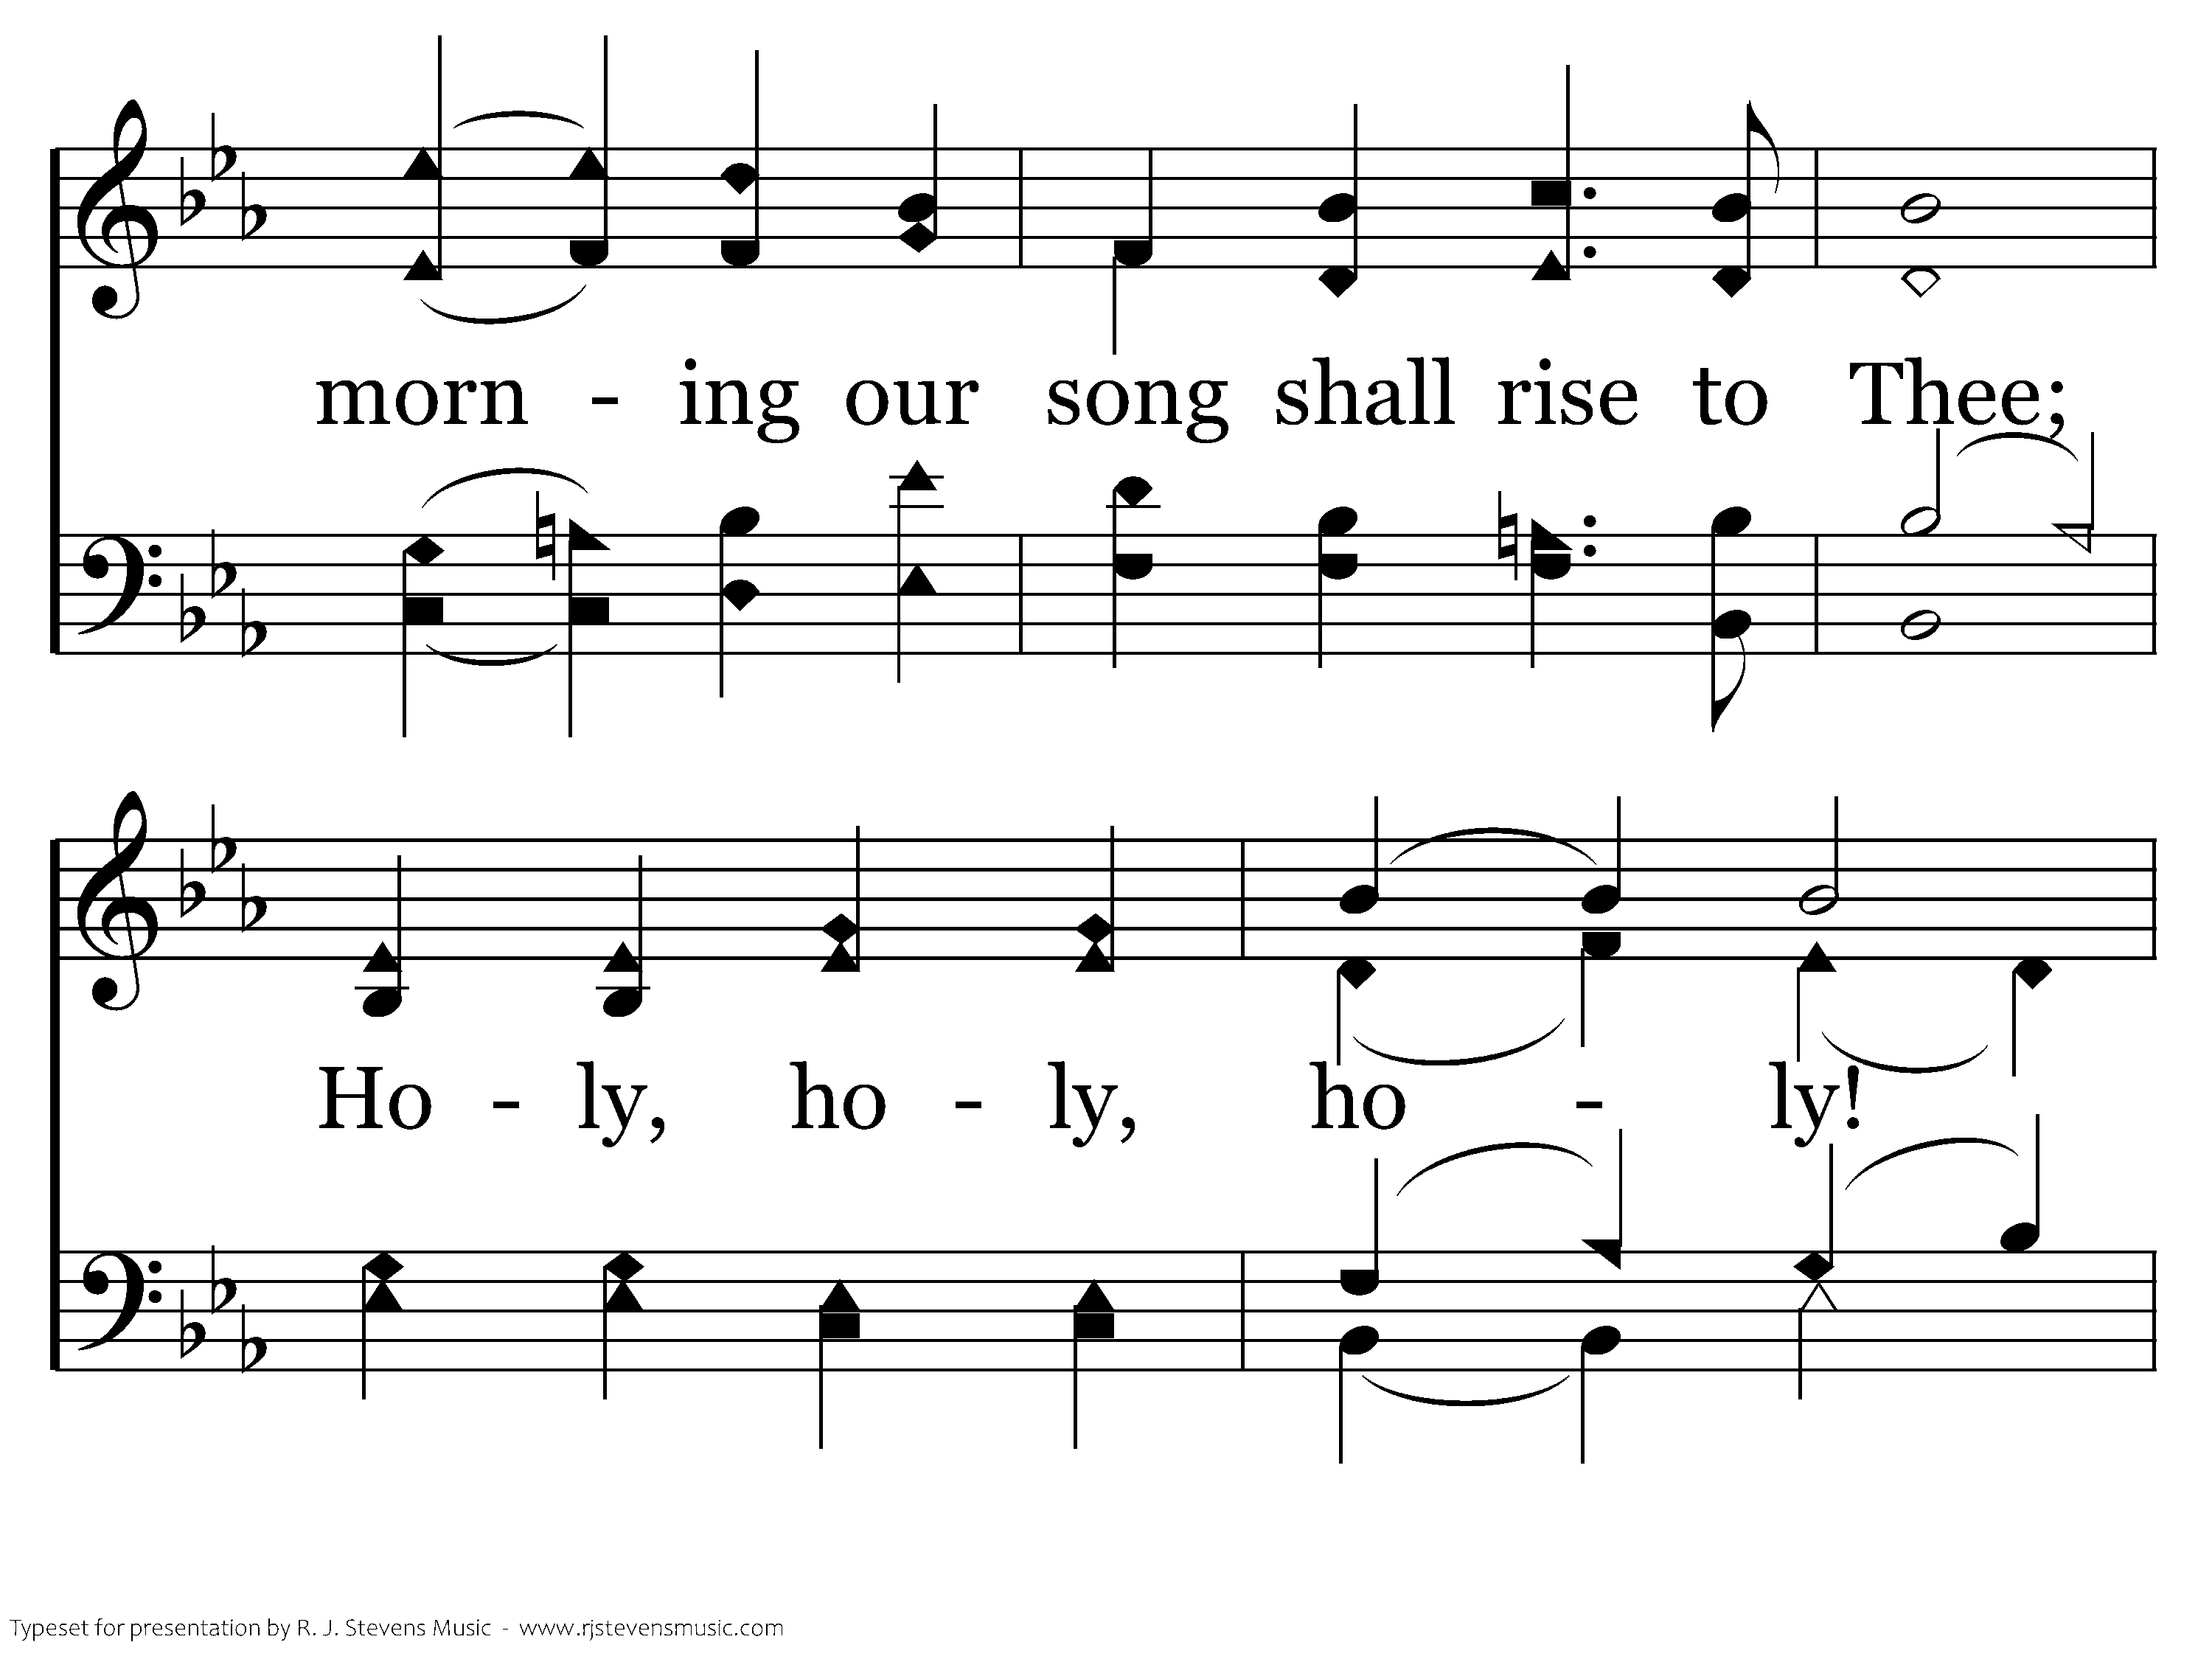 morn - ing our song shall rise to Thee;
Ho - ly, ho - ly, ho - ly!
Typeset for presentation by R. J. Stevens Music - www.rjstevensmusic.com